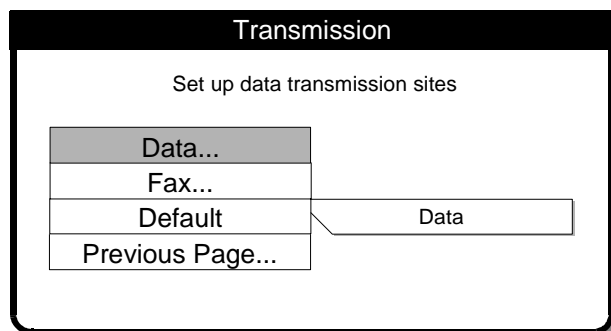 Transmission
Set up data transmission sites
Data...
Fax...
Default
Data
Previous Page...